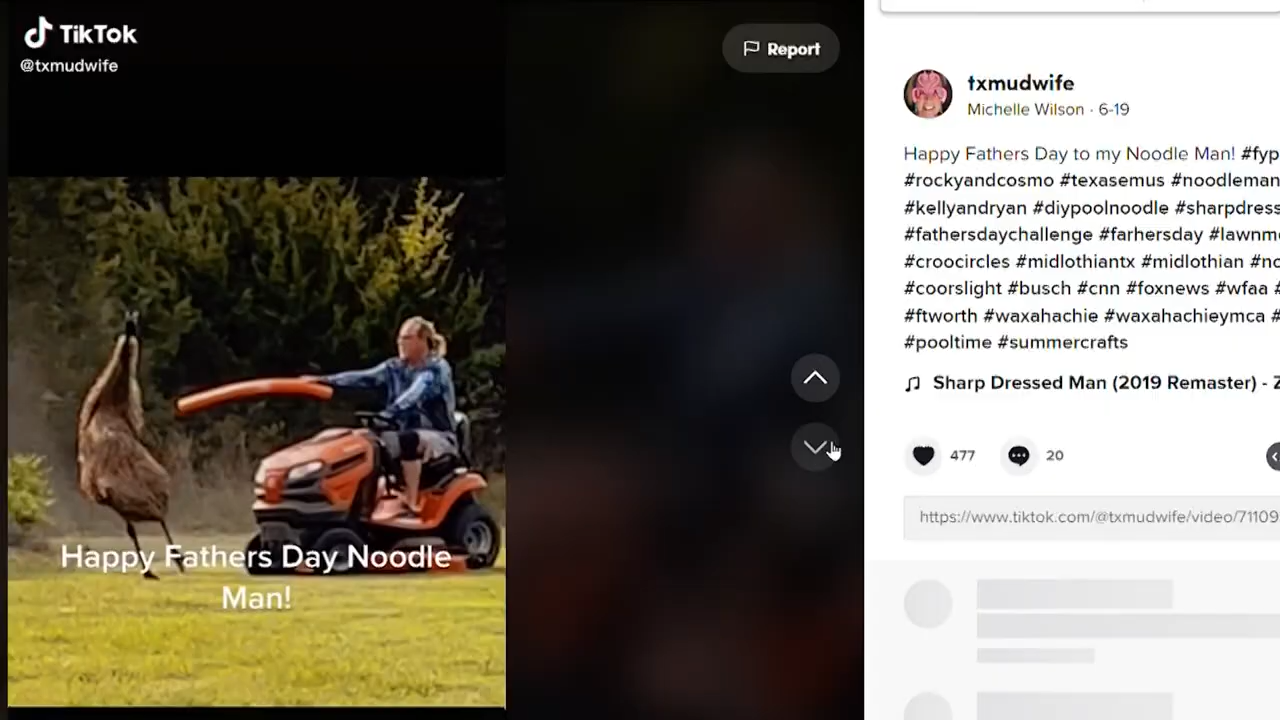 TikTok
@txmudwife
Report
Happy Fathers Day Noodle
Man!
txmudwife
Michelle Wilson · 6-19
Happy Fathers Day to my Noodle Man! #fyp
#rockyandcosmo #texasemus #noodleman
#kellyandryan #diypoolnoodle #sharpdress
#fathersdaychallenge #farhersday #lawnm
#croocircles #midlothiantx #midlothian #no
#coorslight #busch #cnn #foxnews #wfaa #
#ftworth #waxahachie #waxahachieymca #
#pooltime #summercrafts
Sharp Dressed Man (2019 Remaster) - Z
477
20
https://www.tiktok.com/@txmudwife/video/71109